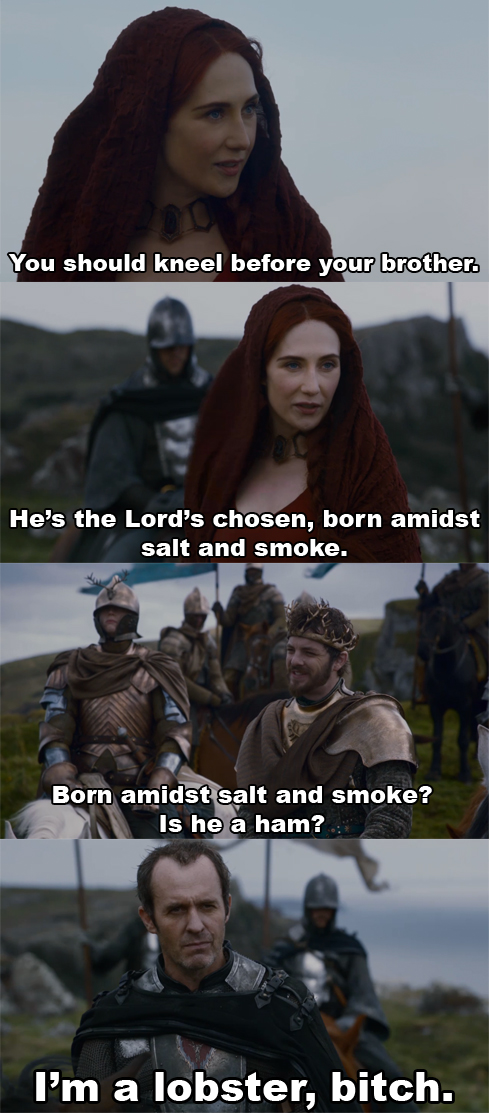 You should kneel before your brother.
He's the Lord's chosen, born amidst
salt and smoke.
Born amidst salt and smoke?
Is he a ham?
I'm a lobster, bitch.